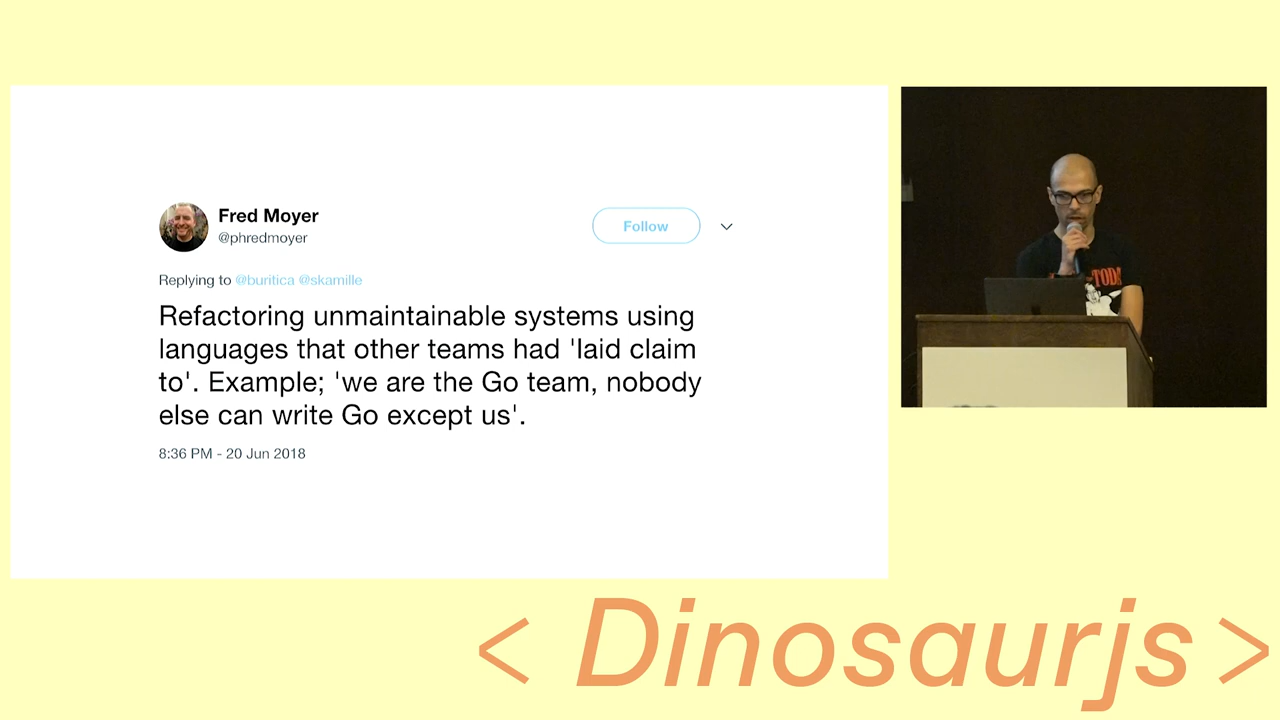 Fred Moyer
@phredmoyer
Follow
Replying to @buritica @skamille
Refactoring unmaintainable systems using
languages that other teams had 'laid claim
to'. Example; 'we are the Go team, nobody
else can write Go except us'.
8:36 PM - 20 Jun 2018
TODA
< Dinosaurjs >